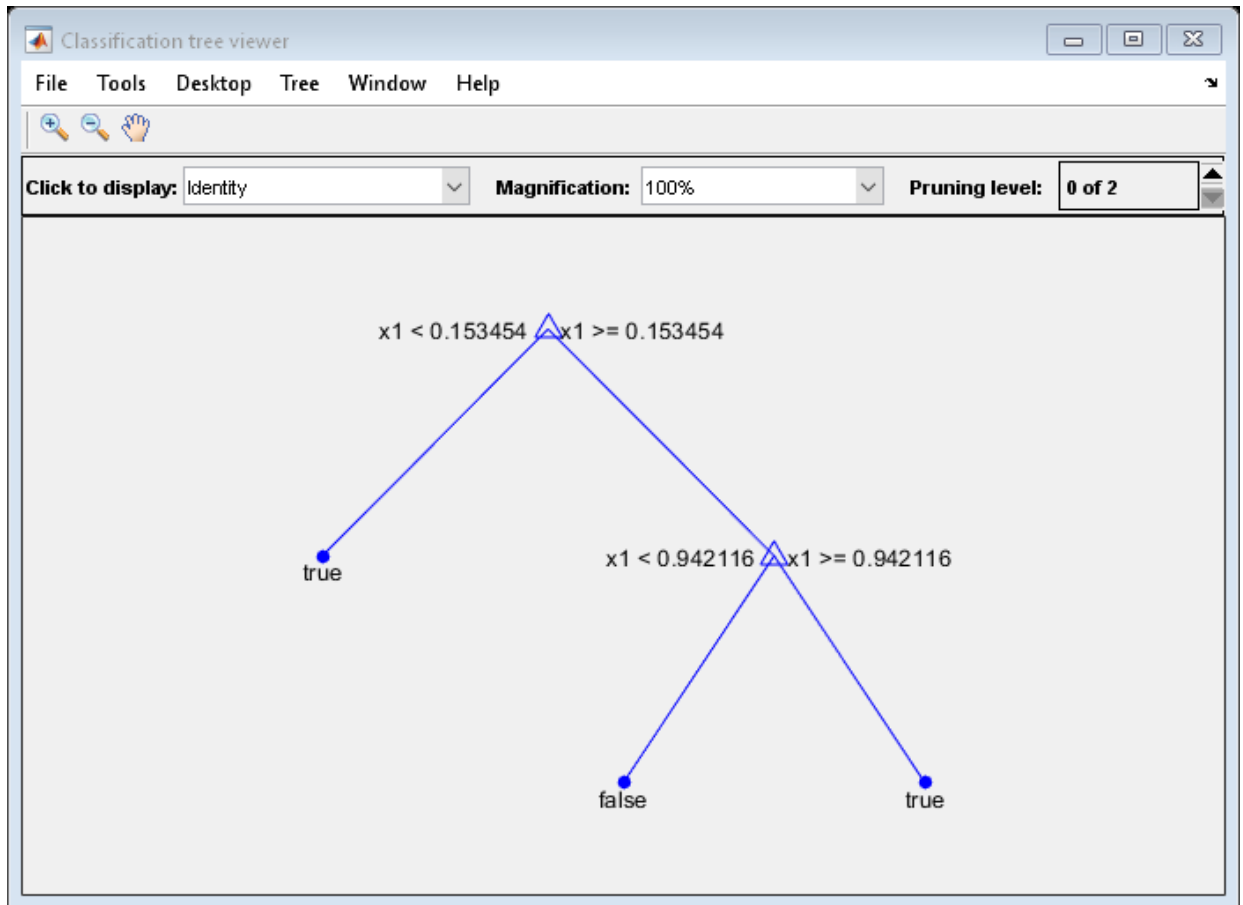 Classification tree viewer
File Tools Desktop Tree Window Help
Click to display: Identity Magnification: 100% Pruning level: 0 of 2
x1 < 0.153454 x1 >= 0.153454
x1 < 0.942116 x1 >= 0.942116
true
false true